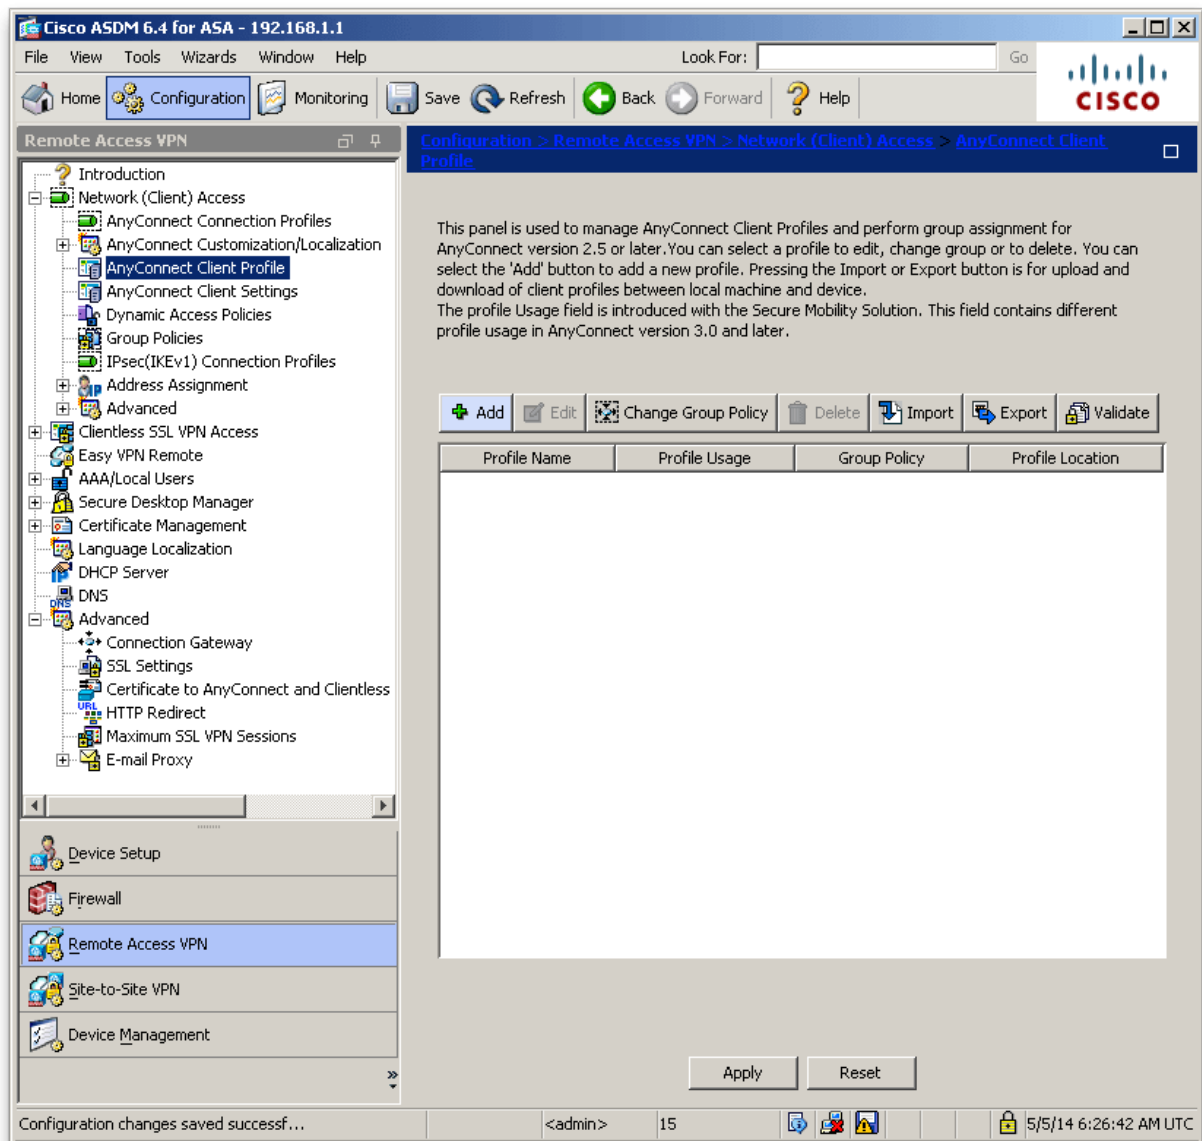 Cisco ASDM 6.4 for ASA - 192.168.1.1
File View Tools Wizards Window Help Look For: Go
Home Configuration Monitoring Save Refresh Back Forward Help
CISCO
Remote Access VPN
Introduction
Network (Client) Access
AnyConnect Connection Profiles
AnyConnect Customization/Localization
AnyConnect Client Profile
AnyConnect Client Settings
Dynamic Access Policies
Group Policies
IPsec(IKEv1) Connection Profiles
Address Assignment
Advanced
Clientless SSL VPN Access
Easy VPN Remote
AAA/Local Users
Secure Desktop Manager
Certificate Management
Language Localization
DHCP Server
DNS
Advanced
Connection Gateway
SSL Settings
Certificate to AnyConnect and Clientless
HTTP Redirect
Maximum SSL VPN Sessions
E-mail Proxy
Device Setup
Firewall
Remote Access VPN
Site-to-Site VPN
Device Management
Configuration > Remote Access VPN > Network (Client) Access > AnyConnect Client
Profile
This panel is used to manage AnyConnect Client Profiles and perform group assignment for
AnyConnect version 2.5 or later.You can select a profile to edit, change group or to delete. You can
select the 'Add' button to add a new profile. Pressing the Import or Export button is for upload and
download of client profiles between local machine and device.
The profile Usage field is introduced with the Secure Mobility Solution. This field contains different
profile usage in AnyConnect version 3.0 and later.
Add Edit Change Group Policy Delete Import Export Validate
Profile Name Profile Usage Group Policy Profile Location
Apply Reset
Configuration changes saved successf... <admin> 15 5/5/14 6:26:42 AM UTC